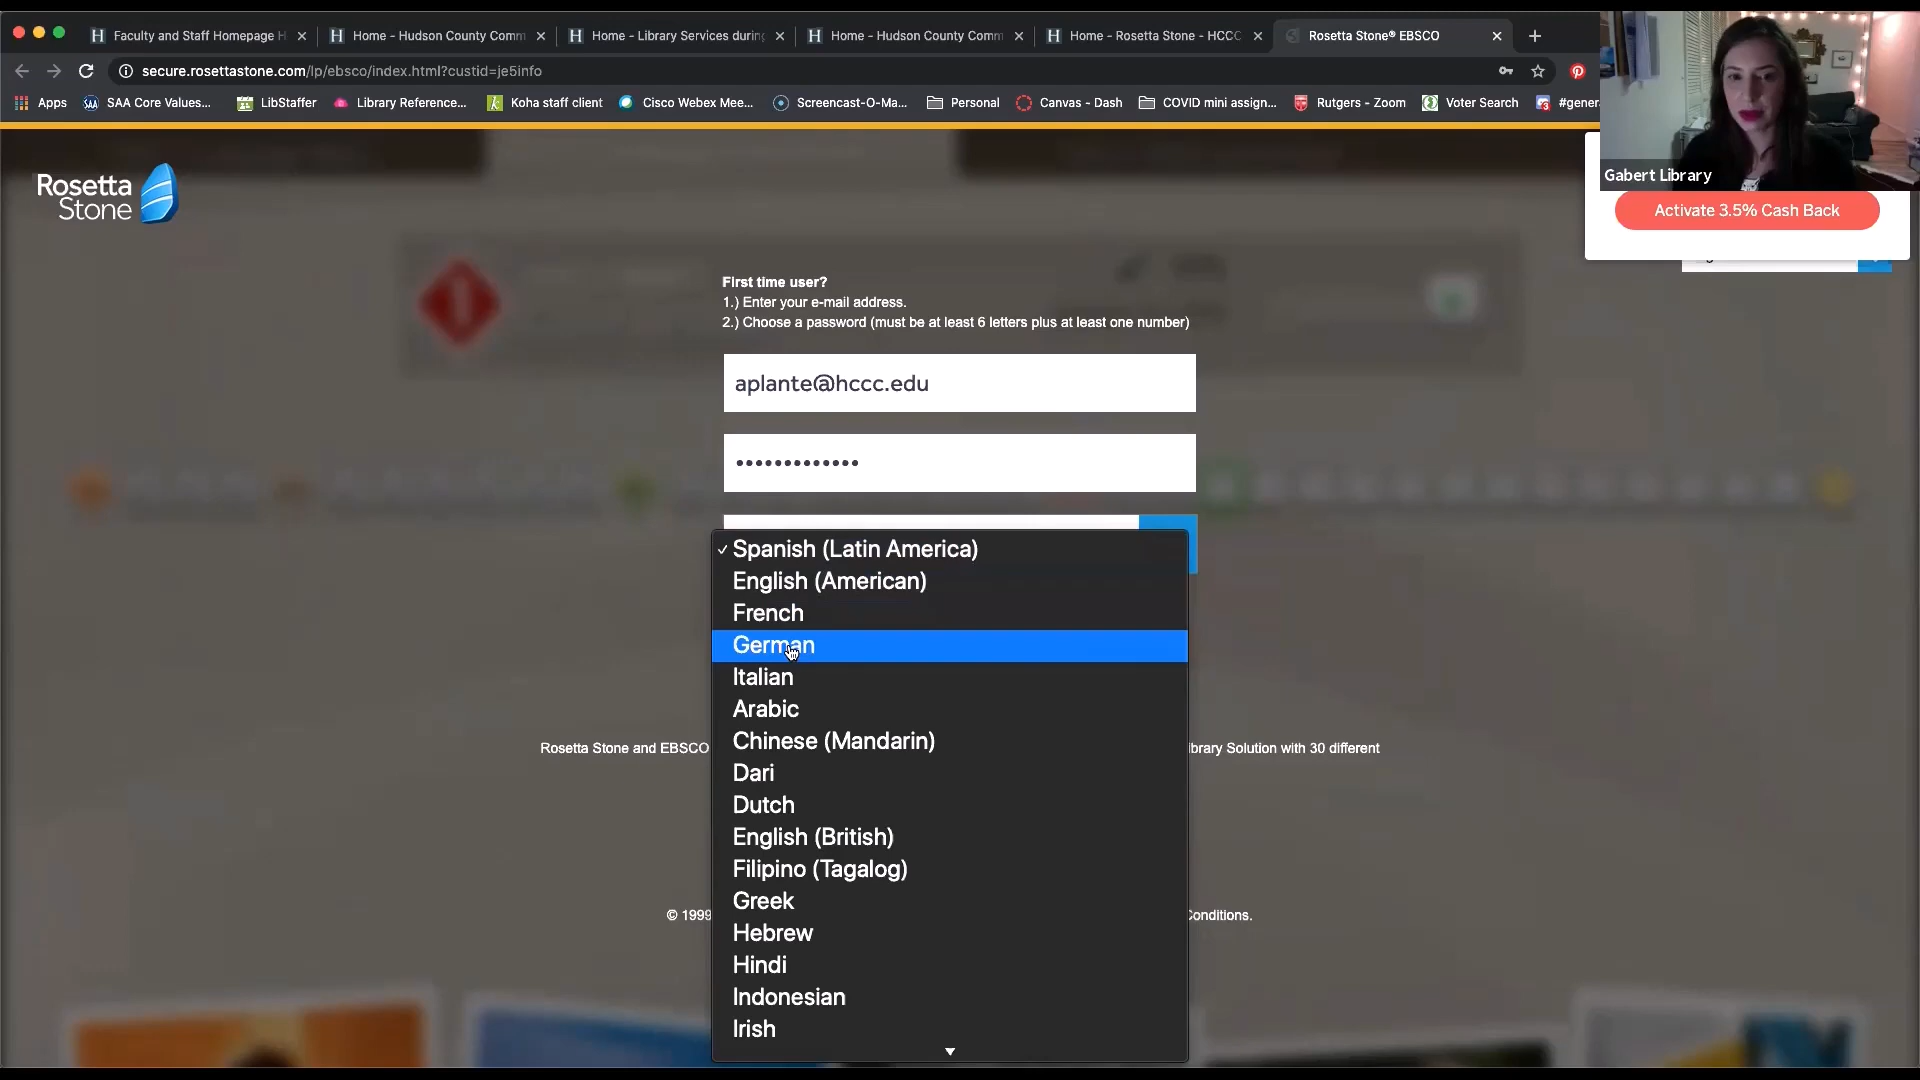 Faculty and Staff Homepage H
Home - Hudson County Comm
Home - Library Services during
Home - Hudson County Comm
Home - Rosetta Stone - HCCC
Rosetta Stone® EBSCO
secure.rosettastone.com/lp/ebsco/index.html?custid=je5info
Apps
SAA Core Values...
LibStaffer
Library Reference...
Koha staff client
Cisco Webex Mee...
Screencast-O-Ma...
Personal
Canvas - Dash
COVID mini assign...
Rutgers - Zoom
Voter Search
#gener
Gabert Library
Activate 3.5% Cash Back
Rosetta
Stone
First time user?
1.) Enter your e-mail address.
2.) Choose a password (must be at least 6 letters plus at least one number)
aplante@hccc.edu
•••••••••••••
✓ Spanish (Latin America)
English (American)
French
German
Italian
Arabic
Chinese (Mandarin)
Dari
Dutch
English (British)
Filipino (Tagalog)
Greek
Hebrew
Hindi
Indonesian
Irish
Rosetta Stone and EBSCO
ibrary Solution with 30 different
© 1999
Conditions.